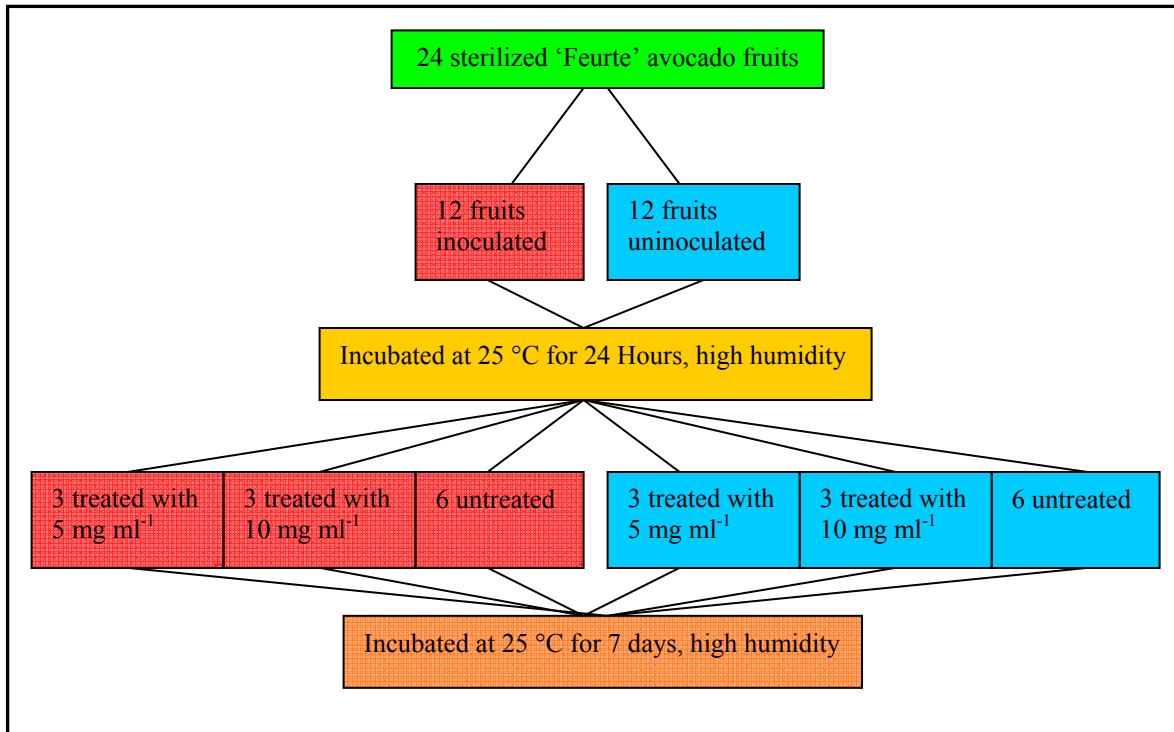 24 sterilized ‘Feurte’ avocado fruits
12 fruits
inoculated
12 fruits
uninoculated
Incubated at 25 °C for 24 Hours, high humidity
3 treated with
5 mg ml⁻¹
3 treated with
10 mg ml⁻¹
6 untreated
3 treated with
5 mg ml⁻¹
3 treated with
10 mg ml⁻¹
6 untreated
Incubated at 25 °C for 7 days, high humidity